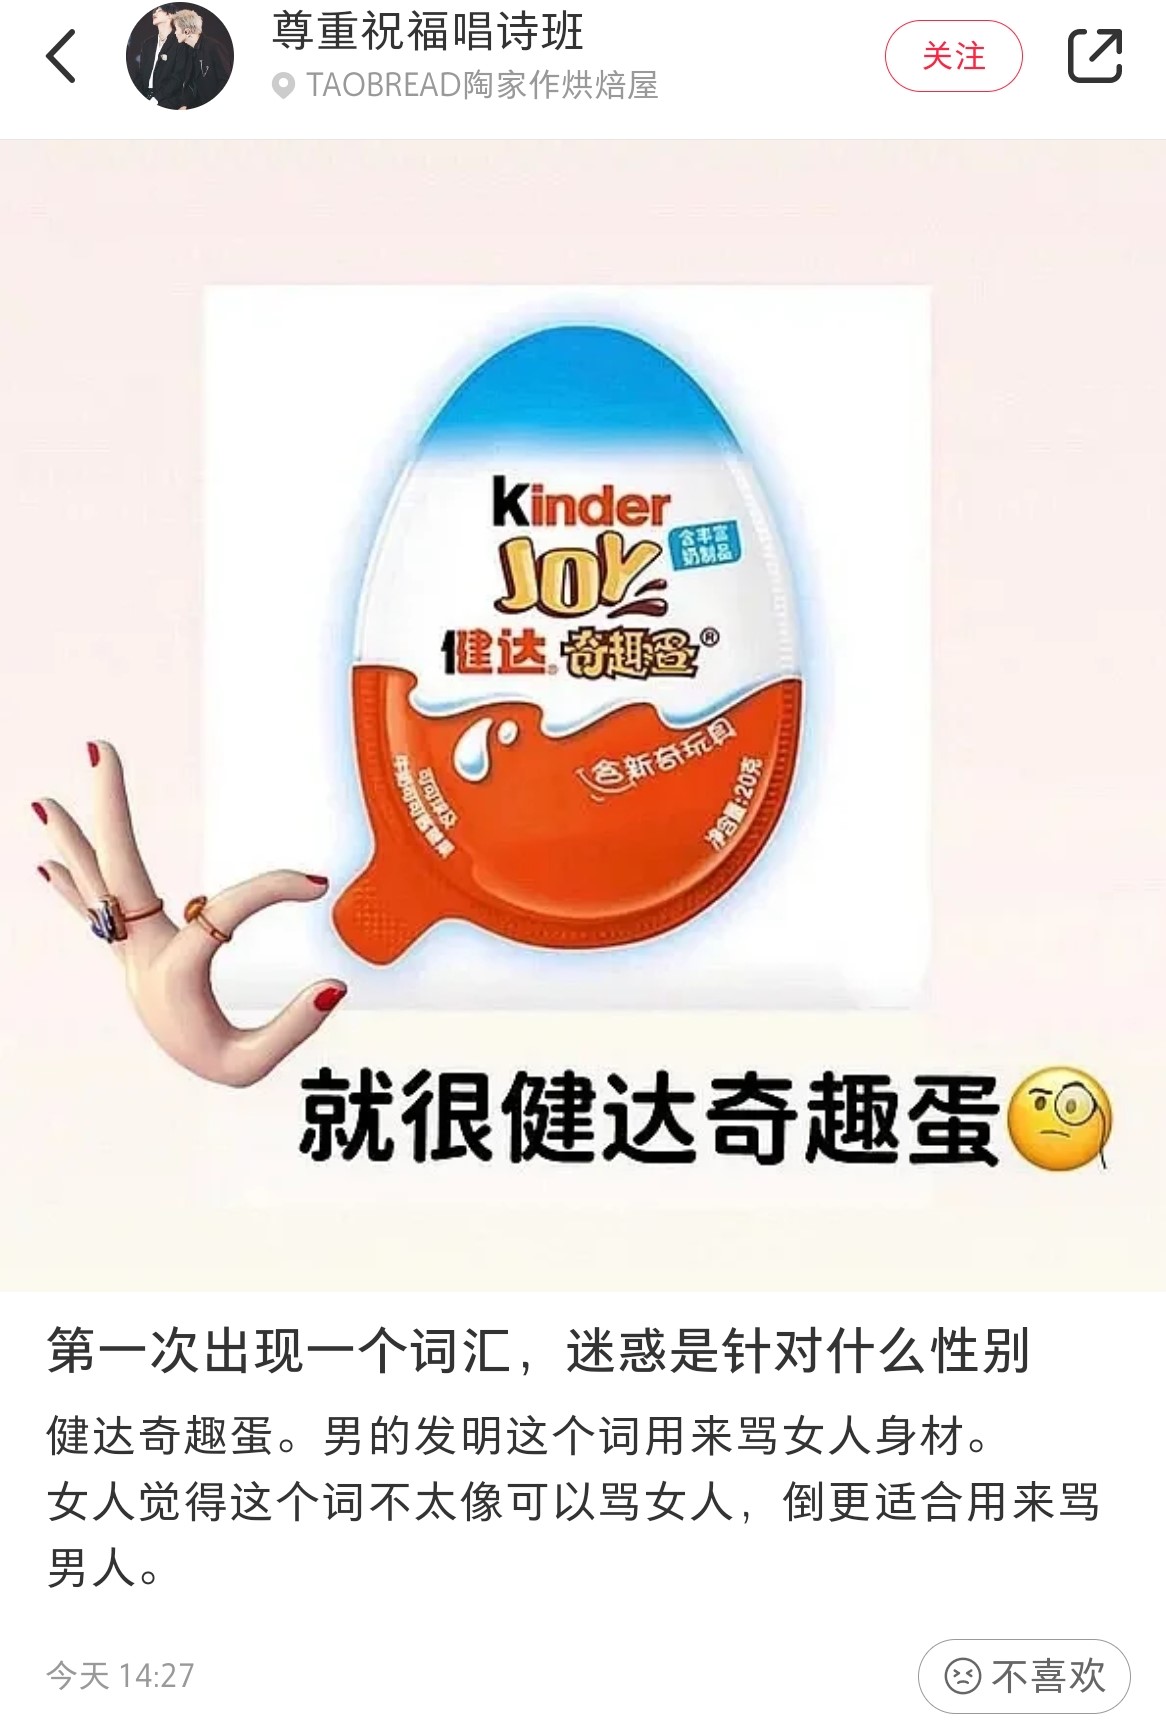 尊重祝福唱诗班
TAOBREAD陶家作烘焙屋
关注
Kinder
JOY
含丰富
奶制品
健达®奇趣蛋®
含新奇玩具
净含量:20克
就很健达奇趣蛋🧐
第一次出现一个词汇，迷惑是针对什么性别
健达奇趣蛋。男的发明这个词用来骂女人身材。
女人觉得这个词不太像可以骂女人，倒更适合用来骂
男人。
今天 14:27
不喜欢